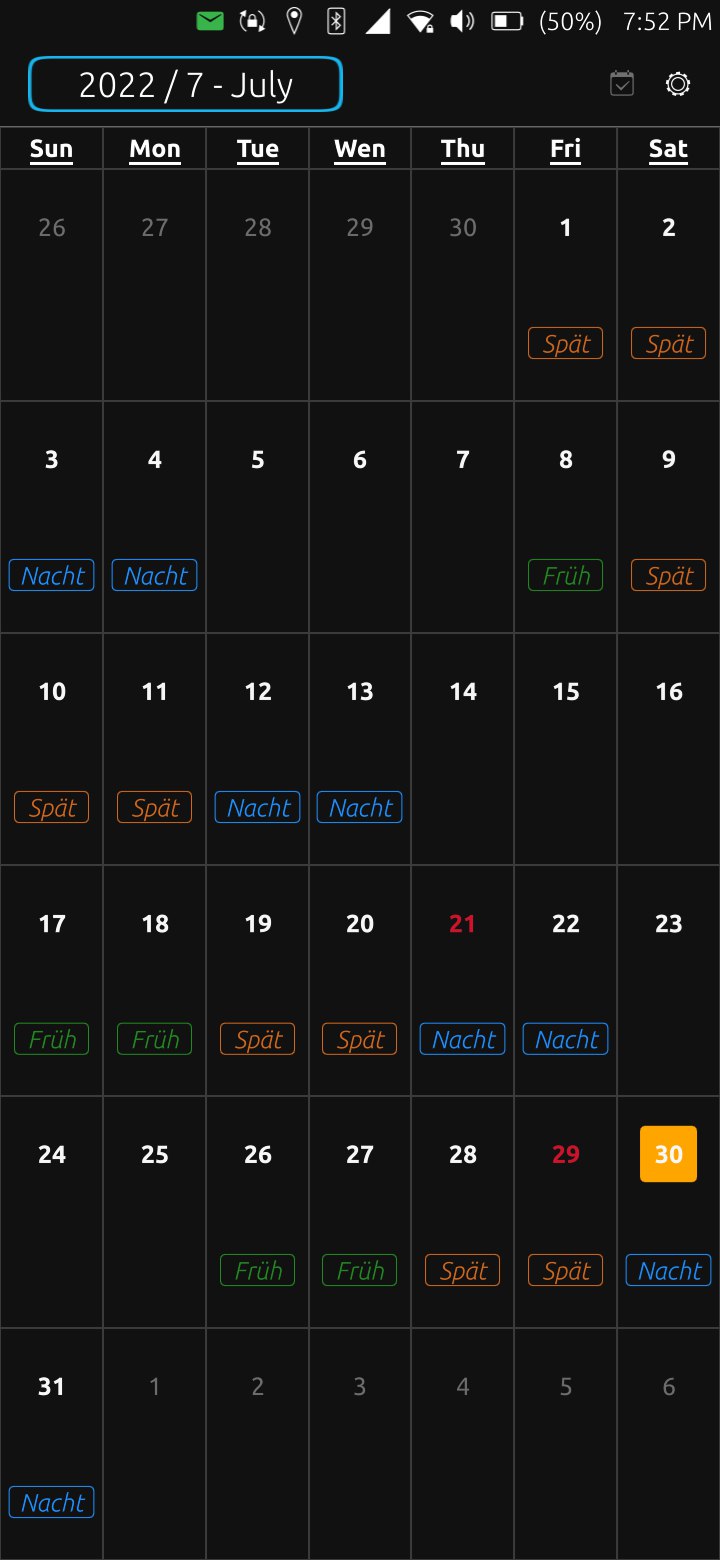 (50%) 7:52 PM
2022 / 7 - July
Sun Mon Tue Wen Thu Fri Sat
26 27 28 29 30 1 2
Spät Spät
3 4 5 6 7 8 9
Nacht Nacht Früh Spät
10 11 12 13 14 15 16
Spät Spät Nacht Nacht
17 18 19 20 21 22 23
Früh Früh Spät Spät Nacht Nacht
24 25 26 27 28 29 30
Früh Früh Spät Spät Nacht
31 1 2 3 4 5 6
Nacht